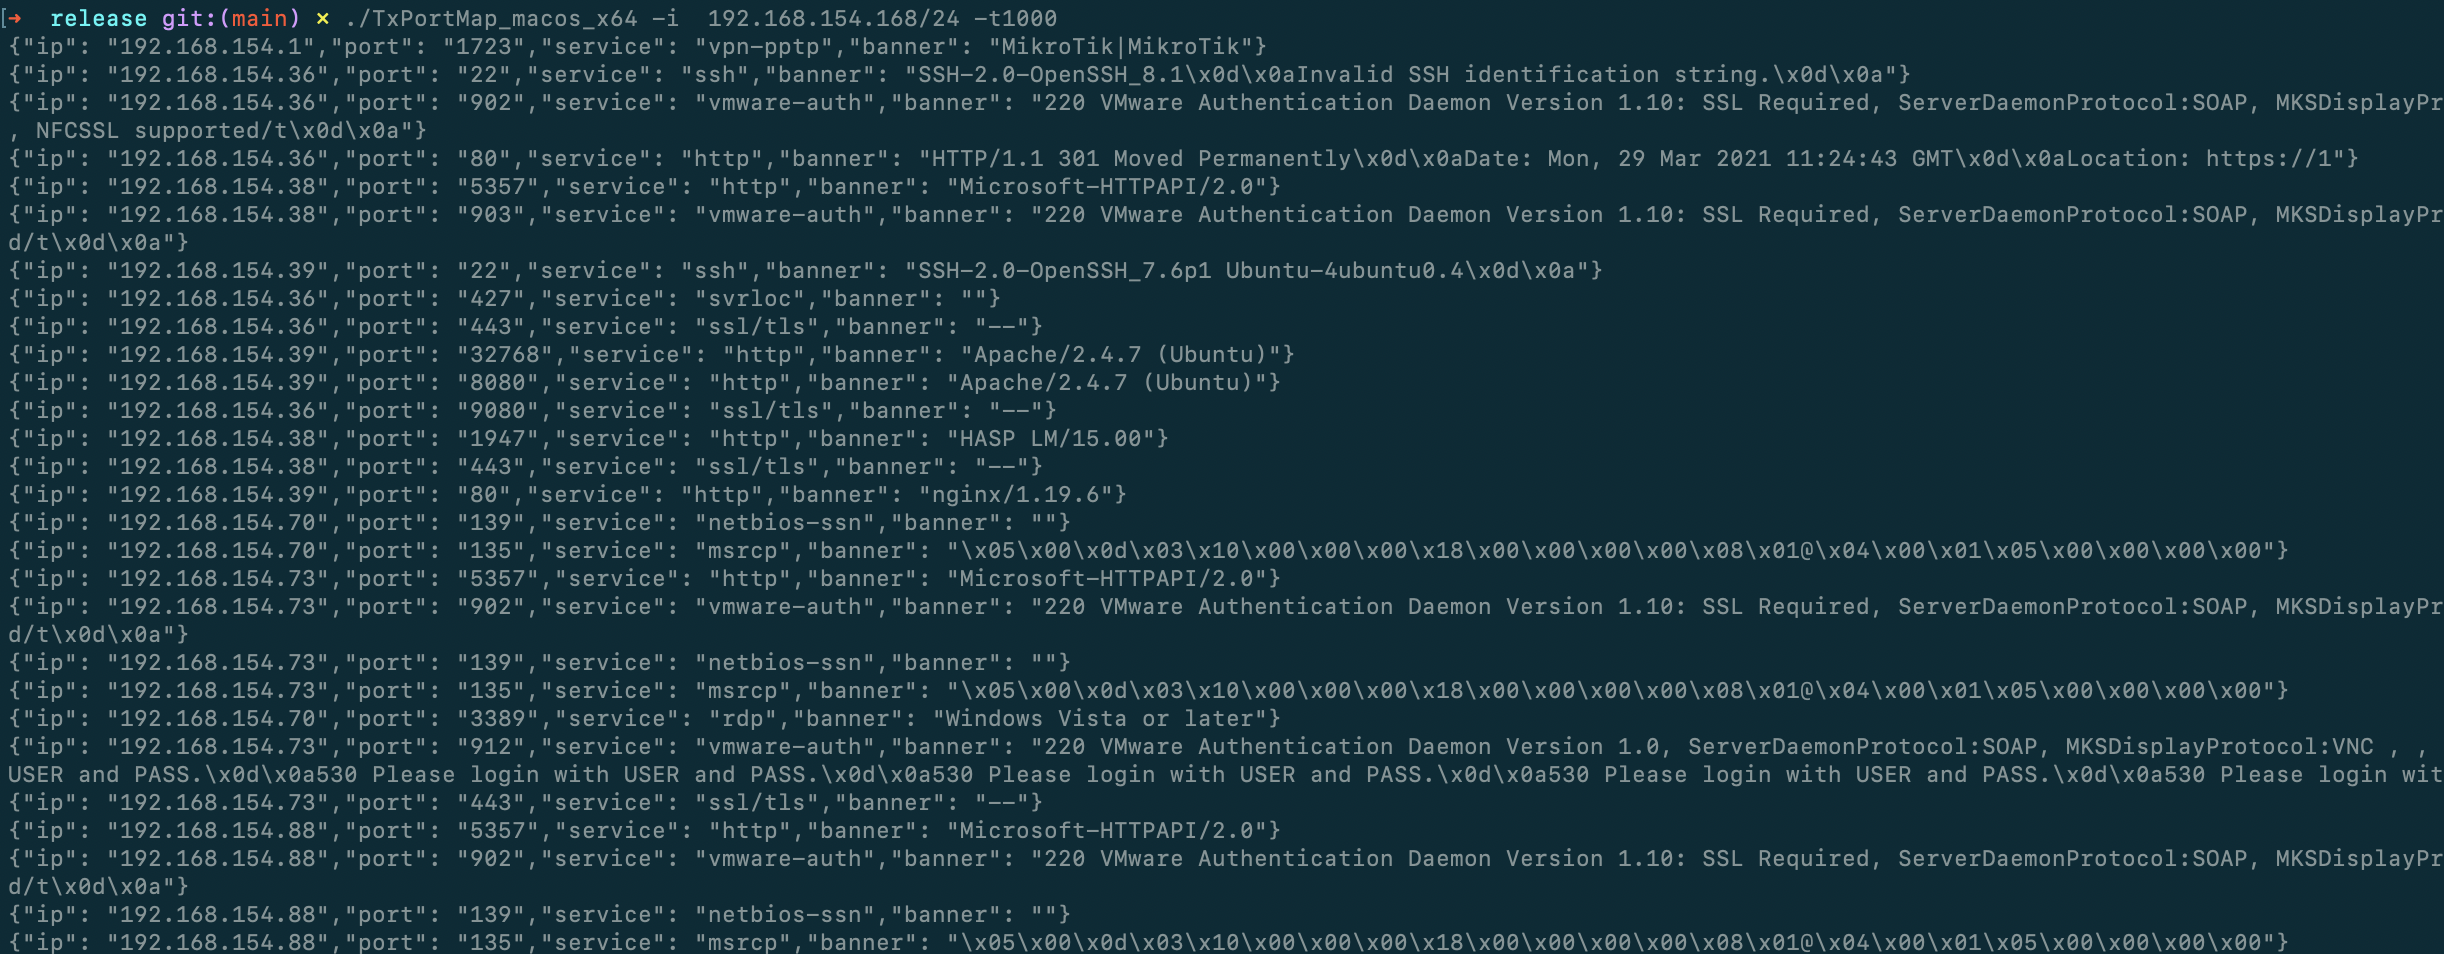 [➜  release git:(main) × ./TxPortMap_macos_x64 -i  192.168.154.168/24 -t1000
{"ip": "192.168.154.1","port": "1723","service": "vpn-pptp","banner": "MikroTik|MikroTik"}
{"ip": "192.168.154.36","port": "22","service": "ssh","banner": "SSH-2.0-OpenSSH_8.1\x0d\x0aInvalid SSH identification string.\x0d\x0a"}
{"ip": "192.168.154.36","port": "902","service": "vmware-auth","banner": "220 VMware Authentication Daemon Version 1.10: SSL Required, ServerDaemonProtocol:SOAP, MKSDisplayPr
, NFCSSL supported/t\x0d\x0a"}
{"ip": "192.168.154.36","port": "80","service": "http","banner": "HTTP/1.1 301 Moved Permanently\x0d\x0aDate: Mon, 29 Mar 2021 11:24:43 GMT\x0d\x0aLocation: https://1"}
{"ip": "192.168.154.38","port": "5357","service": "http","banner": "Microsoft-HTTPAPI/2.0"}
{"ip": "192.168.154.38","port": "903","service": "vmware-auth","banner": "220 VMware Authentication Daemon Version 1.10: SSL Required, ServerDaemonProtocol:SOAP, MKSDisplayPr
d/t\x0d\x0a"}
{"ip": "192.168.154.39","port": "22","service": "ssh","banner": "SSH-2.0-OpenSSH_7.6p1 Ubuntu-4ubuntu0.4\x0d\x0a"}
{"ip": "192.168.154.36","port": "427","service": "svrloc","banner": ""}
{"ip": "192.168.154.36","port": "443","service": "ssl/tls","banner": "--"}
{"ip": "192.168.154.39","port": "32768","service": "http","banner": "Apache/2.4.7 (Ubuntu)"}
{"ip": "192.168.154.39","port": "8080","service": "http","banner": "Apache/2.4.7 (Ubuntu)"}
{"ip": "192.168.154.36","port": "9080","service": "ssl/tls","banner": "--"}
{"ip": "192.168.154.38","port": "1947","service": "http","banner": "HASP LM/15.00"}
{"ip": "192.168.154.38","port": "443","service": "ssl/tls","banner": "--"}
{"ip": "192.168.154.39","port": "80","service": "http","banner": "nginx/1.19.6"}
{"ip": "192.168.154.70","port": "139","service": "netbios-ssn","banner": ""}
{"ip": "192.168.154.70","port": "135","service": "msrcp","banner": "\x05\x00\x0d\x03\x10\x00\x00\x00\x18\x00\x00\x00\x00\x08\x01@\x04\x00\x01\x05\x00\x00\x00\x00"}
{"ip": "192.168.154.73","port": "5357","service": "http","banner": "Microsoft-HTTPAPI/2.0"}
{"ip": "192.168.154.73","port": "902","service": "vmware-auth","banner": "220 VMware Authentication Daemon Version 1.10: SSL Required, ServerDaemonProtocol:SOAP, MKSDisplayPr
d/t\x0d\x0a"}
{"ip": "192.168.154.73","port": "139","service": "netbios-ssn","banner": ""}
{"ip": "192.168.154.73","port": "135","service": "msrcp","banner": "\x05\x00\x0d\x03\x10\x00\x00\x00\x18\x00\x00\x00\x00\x08\x01@\x04\x00\x01\x05\x00\x00\x00\x00"}
{"ip": "192.168.154.70","port": "3389","service": "rdp","banner": "Windows Vista or later"}
{"ip": "192.168.154.73","port": "912","service": "vmware-auth","banner": "220 VMware Authentication Daemon Version 1.0, ServerDaemonProtocol:SOAP, MKSDisplayProtocol:VNC , ,
USER and PASS.\x0d\x0a530 Please login with USER and PASS.\x0d\x0a530 Please login with USER and PASS.\x0d\x0a530 Please login with USER and PASS.\x0d\x0a530 Please login wit
{"ip": "192.168.154.73","port": "443","service": "ssl/tls","banner": "--"}
{"ip": "192.168.154.88","port": "5357","service": "http","banner": "Microsoft-HTTPAPI/2.0"}
{"ip": "192.168.154.88","port": "902","service": "vmware-auth","banner": "220 VMware Authentication Daemon Version 1.10: SSL Required, ServerDaemonProtocol:SOAP, MKSDisplayPr
d/t\x0d\x0a"}
{"ip": "192.168.154.88","port": "139","service": "netbios-ssn","banner": ""}
{"ip": "192.168.154.88","port": "135","service": "msrcp","banner": "\x05\x00\x0d\x03\x10\x00\x00\x00\x18\x00\x00\x00\x00\x08\x01@\x04\x00\x01\x05\x00\x00\x00\x00"}